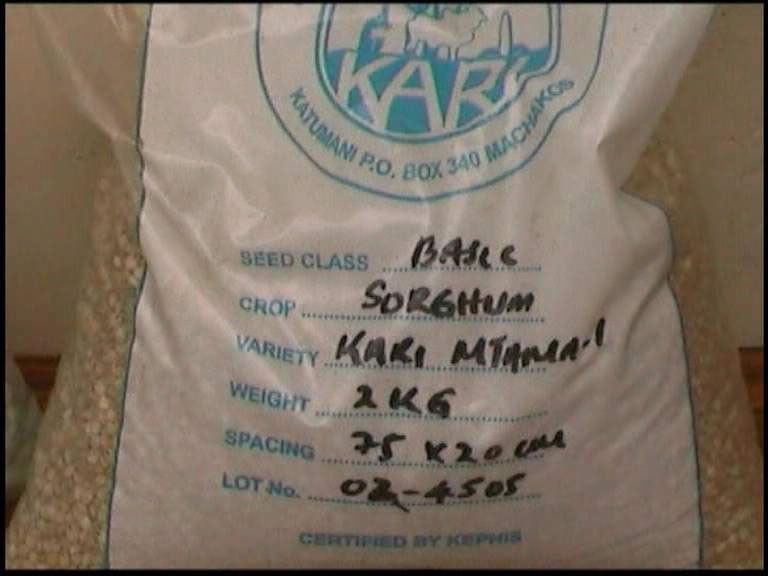 KARI
KATUMANI P.O. BOX 340 MACHAKOS
SEED CLASS BASIC
CROP SORGHUM
VARIETY KARI MTAMA-1
WEIGHT 2KG
SPACING 75 X 20 cm
LOT No. 02-4505
CERTIFIED BY KEPHIS